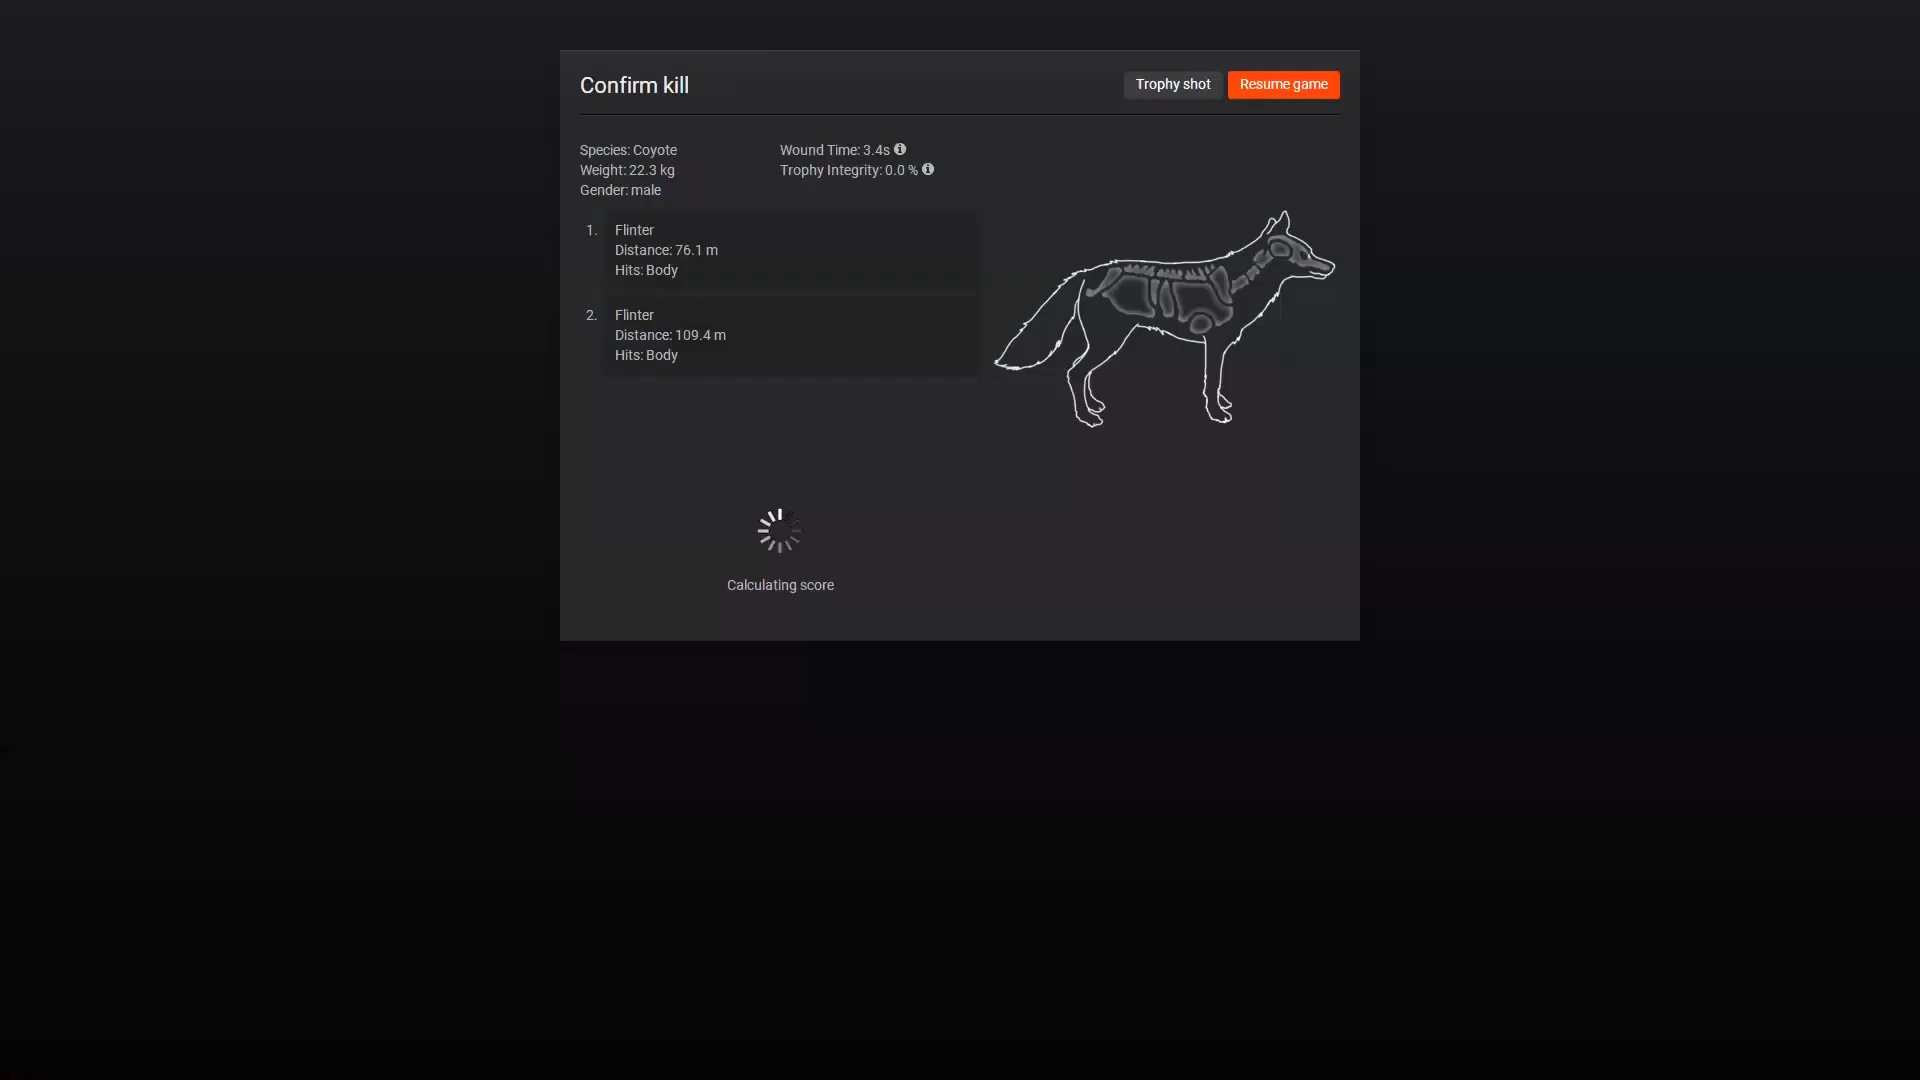 Confirm kill
Trophy shot
Resume game
Species: Coyote
Weight: 22.3 kg
Gender: male
Wound Time: 3.4s
Trophy Integrity: 0.0 %
1.
Flinter
Distance: 76.1 m
Hits: Body
2.
Flinter
Distance: 109.4 m
Hits: Body
Calculating score